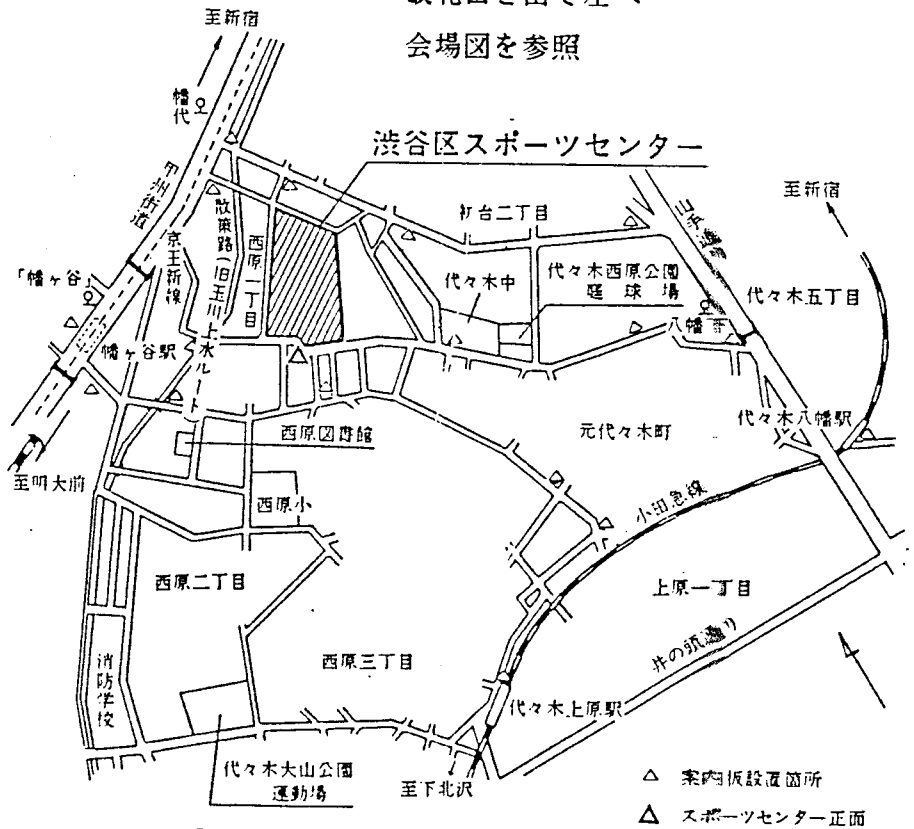 会場図を参照
至新宿
幡代
渋谷区スポーツセンター
甲州街道
京王新線
散策路(旧玉川上水ルート)
西原一丁目
初台二丁目
山手通り
至新宿
代々木中
代々木西原公園
庭球場
代々木五丁目
「幡ヶ谷」
幡ヶ谷駅
八幡下
代々木八幡駅
西原図書館
元代々木町
至明大前
西原小
小田急線
西原二丁目
上原一丁目
井の頭通り
消防学校
西原三丁目
代々木上原駅
代々木大山公園
運動場
至下北沢
△ 案内板設置箇所
△ スポーツセンター正面